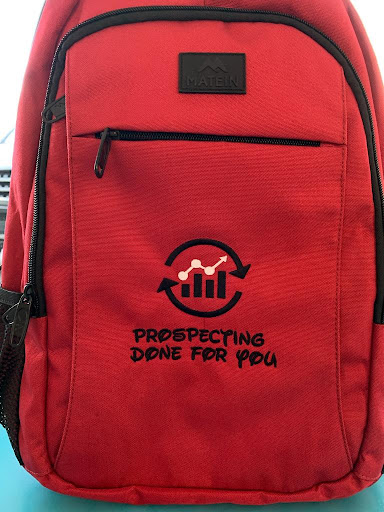 MATEIN
PROSPECTING
DONE FOR YOU